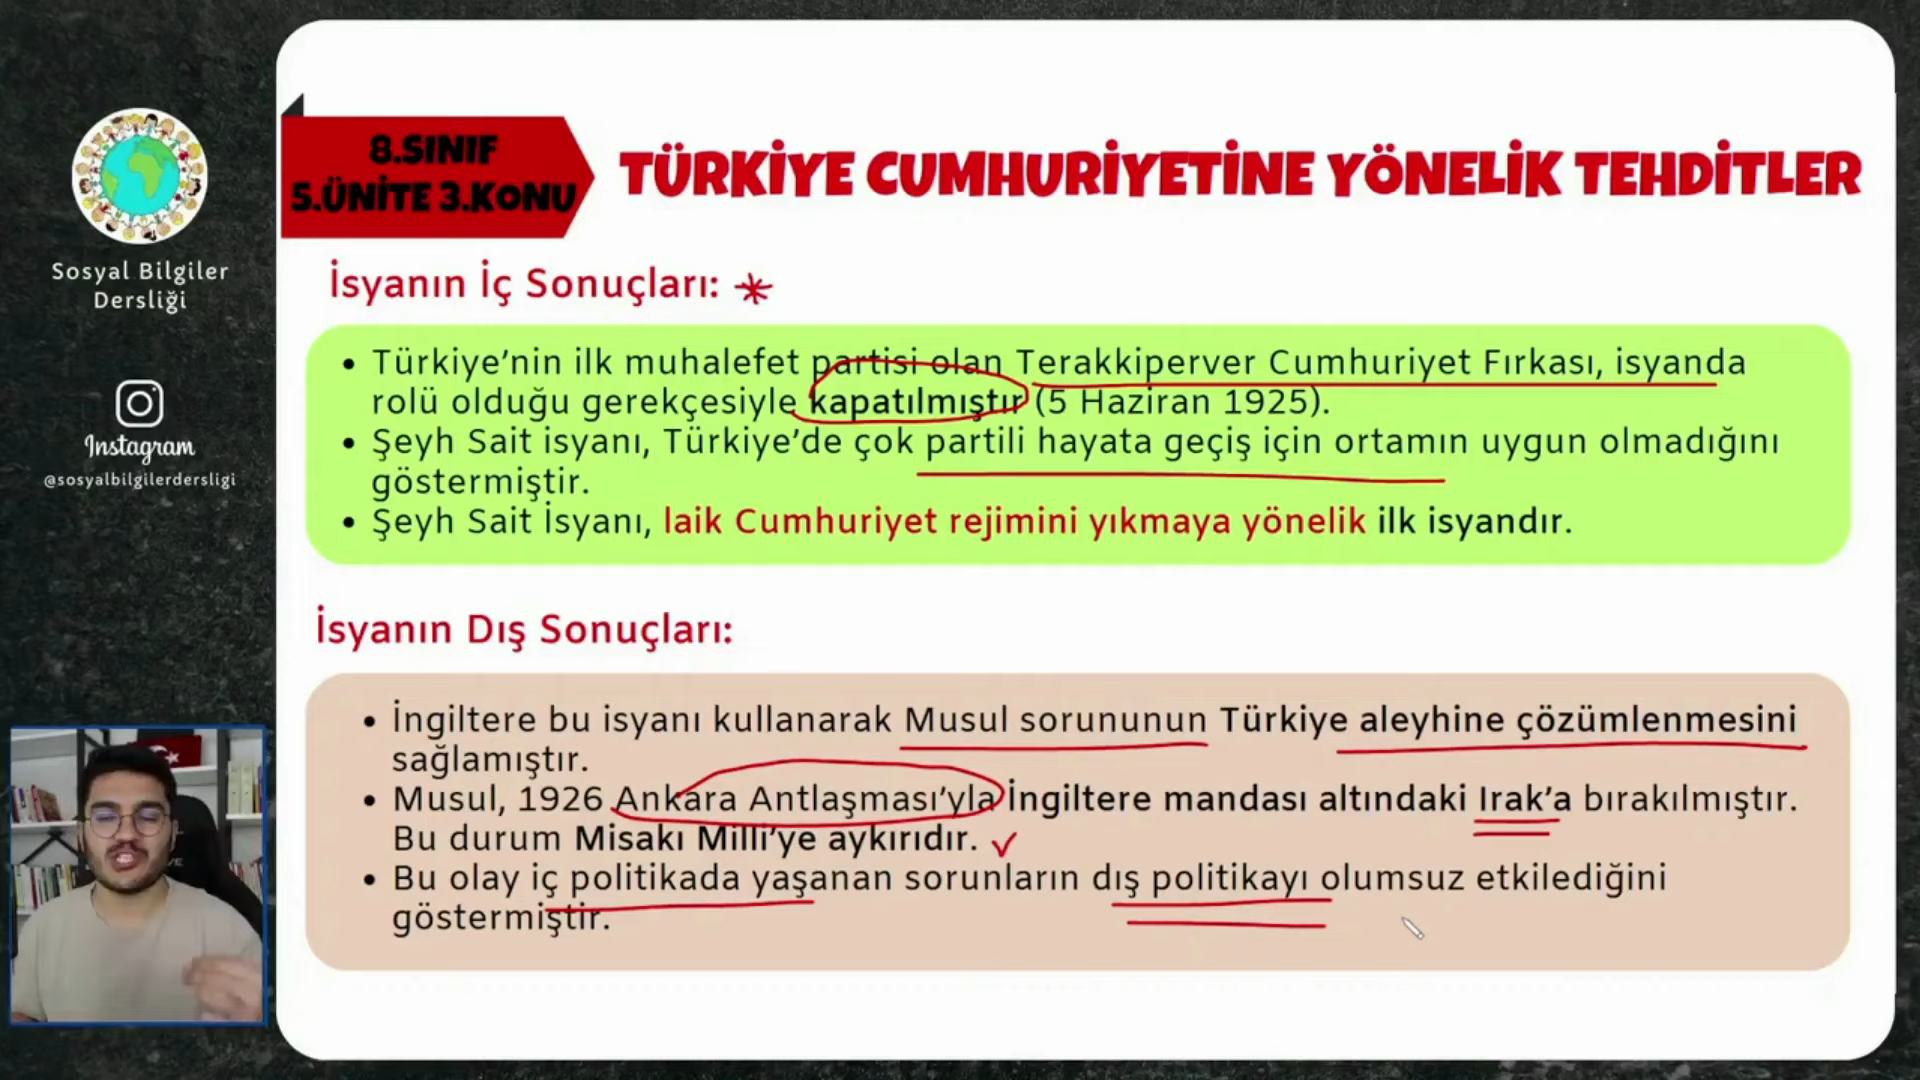 8.SINIF
5.ÜNİTE 3.KONU
TÜRKİYE CUMHURİYETİNE YÖNELİK TEHDİTLER
Sosyal Bilgiler
Dersliği
Instagram
@sosyalbilgilerdersligi
İsyanın İç Sonuçları:
• Türkiye’nin ilk muhalefet partisi olan Terakkiperver Cumhuriyet Fırkası, isyanda
rolü olduğu gerekçesiyle kapatılmıştır (5 Haziran 1925).
• Şeyh Sait isyanı, Türkiye’de çok partili hayata geçiş için ortamın uygun olmadığını
göstermiştir.
• Şeyh Sait İsyanı, laik Cumhuriyet rejimini yıkmaya yönelik ilk isyandır.
İsyanın Dış Sonuçları:
• İngiltere bu isyanı kullanarak Musul sorununun Türkiye aleyhine çözümlenmesini
sağlamıştır.
• Musul, 1926 Ankara Antlaşması’yla İngiltere mandası altındaki Irak’a bırakılmıştır.
Bu durum Misakı Milli’ye aykırıdır.
• Bu olay iç politikada yaşanan sorunların dış politikayı olumsuz etkilediğini
göstermiştir.